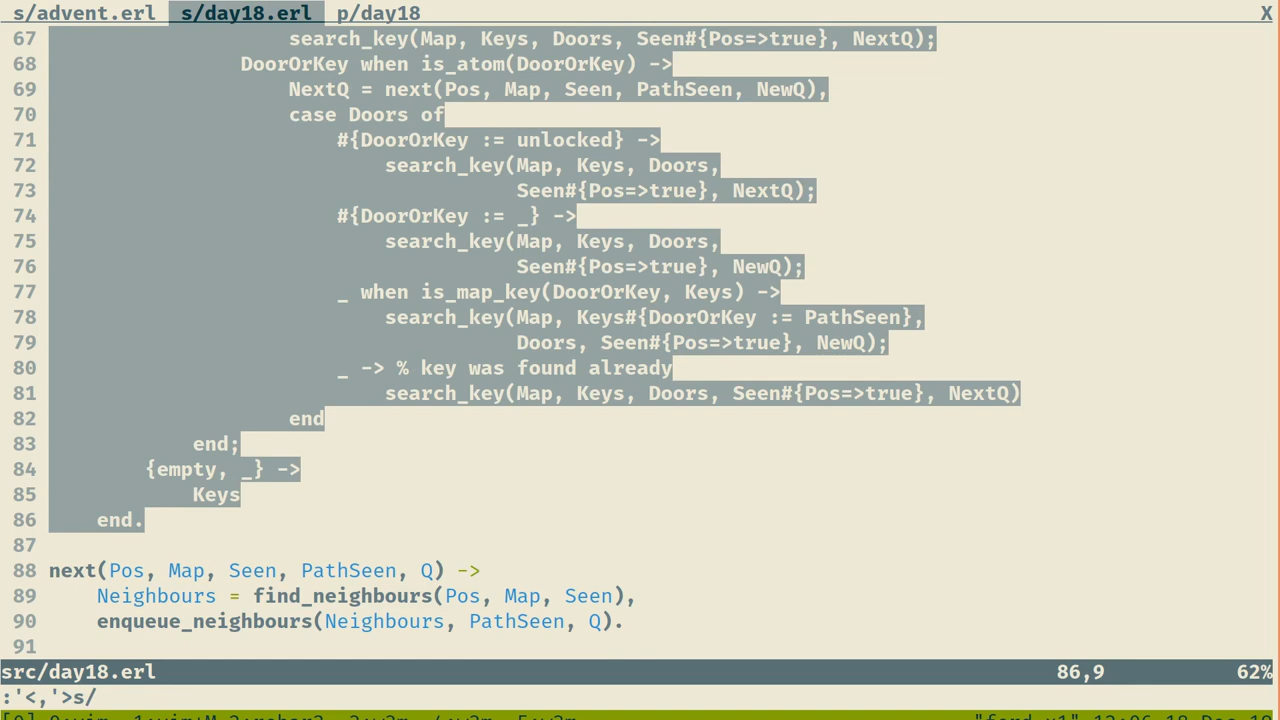 s/advent.erl s/day18.erl p/day18 X
67 search_key(Map, Keys, Doors, Seen#{Pos=>true}, NextQ);
68 DoorOrKey when is_atom(DoorOrKey) ->
69 NextQ = next(Pos, Map, Seen, PathSeen, NewQ),
70 case Doors of
71 #{DoorOrKey := unlocked} ->
72 search_key(Map, Keys, Doors,
73 Seen#{Pos=>true}, NextQ);
74 #{DoorOrKey := _} ->
75 search_key(Map, Keys, Doors,
76 Seen#{Pos=>true}, NewQ);
77 _ when is_map_key(DoorOrKey, Keys) ->
78 search_key(Map, Keys#{DoorOrKey := PathSeen},
79 Doors, Seen#{Pos=>true}, NewQ);
80 _ -> % key was found already
81 search_key(Map, Keys, Doors, Seen#{Pos=>true}, NextQ)
82 end
83 end;
84 {empty, _} ->
85 Keys
86 end.
87
88 next(Pos, Map, Seen, PathSeen, Q) ->
89 Neighbours = find_neighbours(Pos, Map, Seen),
90 enqueue_neighbours(Neighbours, PathSeen, Q).
91
src/day18.erl 86,9 62%
:'<,'>s/